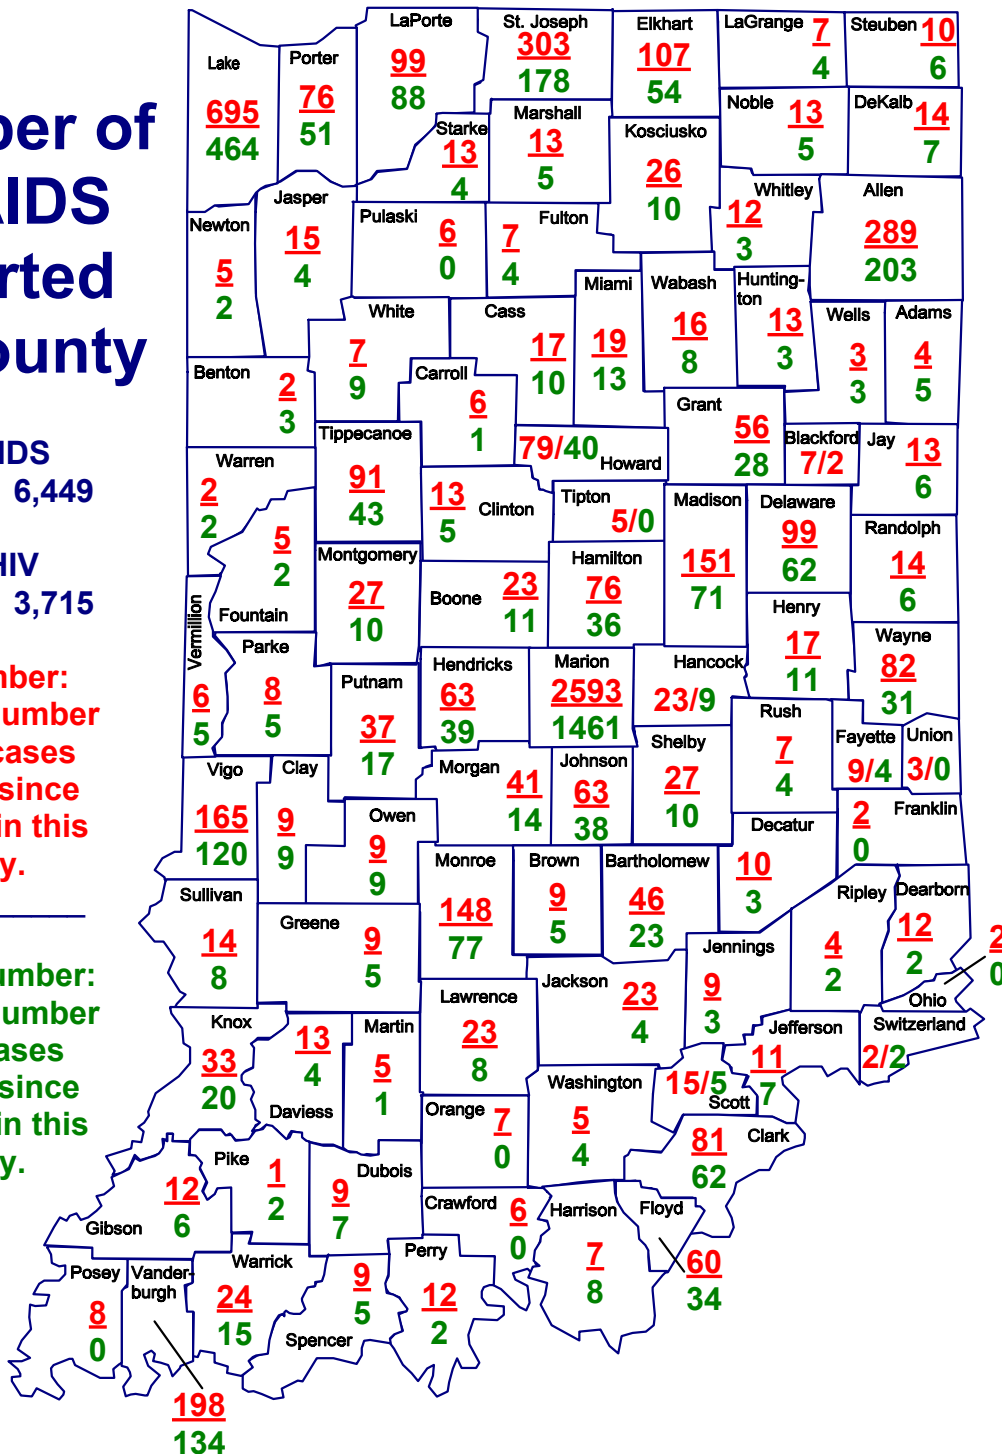 ber of
AIDS
rted
ounty
IDS
6,449
HIV
3,715
mber:
umber
cases
since
in this
y.
umber:
umber
ases
since
in this
y.
Lake
695
464
Porter
76
51
LaPorte
99
88
St. Joseph
303
178
Elkhart
107
54
LaGrange
7
4
Steuben
10
6
Starke
13
4
Marshall
13
5
Kosciusko
26
10
Noble
13
5
DeKalb
14
7
Newton
5
2
Jasper
15
4
Pulaski
6
0
Fulton
7
4
Whitley
12
3
Allen
289
203
White
7
9
Cass
17
10
Miami
19
13
Wabash
16
8
Hunting-
ton
13
3
Wells
3
3
Adams
4
5
Benton
2
3
Carroll
6
1
Tippecanoe
91
43
79/40
Howard
Grant
56
28
Blackford
7/2
Jay
13
6
Warren
2
2
Fountain
5
2
Clinton
13
5
Tipton
5/0
Madison
151
71
Delaware
99
62
Randolph
14
6
Vermillion
6
5
Parke
8
5
Montgomery
27
10
Boone
23
11
Hamilton
76
36
Henry
17
11
Wayne
82
31
Putnam
37
17
Hendricks
63
39
Marion
2593
1461
Hancock
23/9
Rush
7
4
Fayette
9/4
Union
3/0
Vigo
165
120
Clay
9
9
Owen
9
9
Morgan
41
14
Johnson
63
38
Shelby
27
10
Decatur
10
3
Franklin
2
0
Sullivan
14
8
Greene
9
5
Monroe
148
77
Brown
9
5
Bartholomew
46
23
Jennings
9
3
Ripley
4
2
Dearborn
12
2
Ohio
2
0
Knox
33
20
Daviess
13
4
Martin
5
1
Lawrence
23
8
Jackson
23
4
Jefferson
11
7
Switzerland
2/2
Orange
7
0
Washington
5
4
15/5
Scott
Clark
81
62
Gibson
12
6
Pike
1
2
Dubois
9
7
Crawford
6
0
Harrison
7
8
Floyd
60
34
Posey
8
0
Vander-
burgh
198
134
Warrick
24
15
Spencer
9
5
Perry
12
2